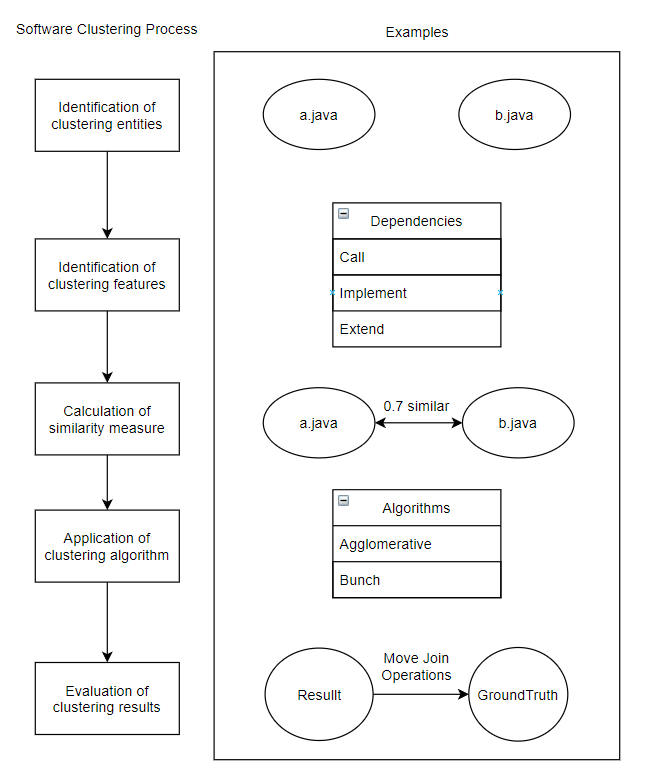 Software Clustering Process
Examples
Identification of
clustering entities
a.java
b.java
Identification of
clustering features
Dependencies
Call
Implement
Extend
Calculation of
similarity measure
a.java
0.7 similar
b.java
Application of
clustering algorithm
Algorithms
Agglomerative
Bunch
Evaluation of
clustering results
Resullt
Move Join
Operations
GroundTruth